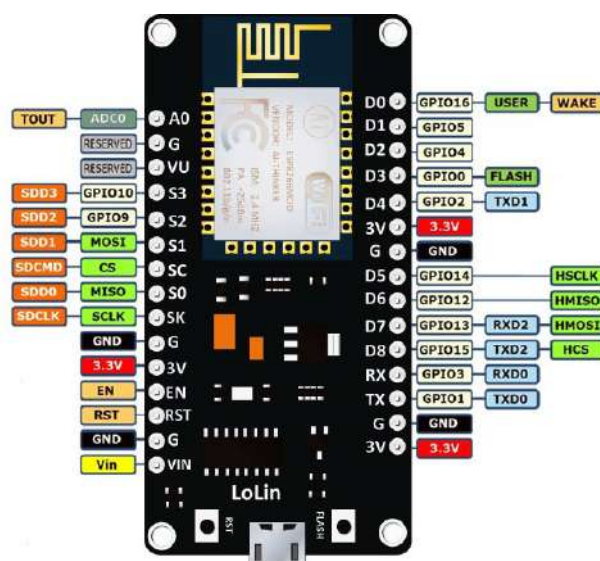 TOUT ADC0 A0
RESERVED G
RESERVED VU
SDD3 GPIO10 S3
SDD2 GPIO9 S2
SDD1 MOSI S1
SDCMD CS SC
SDD0 MISO S0
SDCLK SCLK SK
GND G
3.3V 3V
EN EN
RST RST
GND G
Vin VIN
D0 GPIO16 USER WAKE
D1 GPIO5
D2 GPIO4
D3 GPIO0 FLASH
D4 GPIO2 TXD1
3V 3.3V
G GND
D5 GPIO14 HSCLK
D6 GPIO12 HMISO
D7 GPIO13 RXD2 HMOSI
D8 GPIO15 TXD2 HCS
RX GPIO3 RXD0
TX GPIO1 TXD0
G GND
3V 3.3V
MODEL
VENDOR
WiFi
LoLin
RST
FLASH